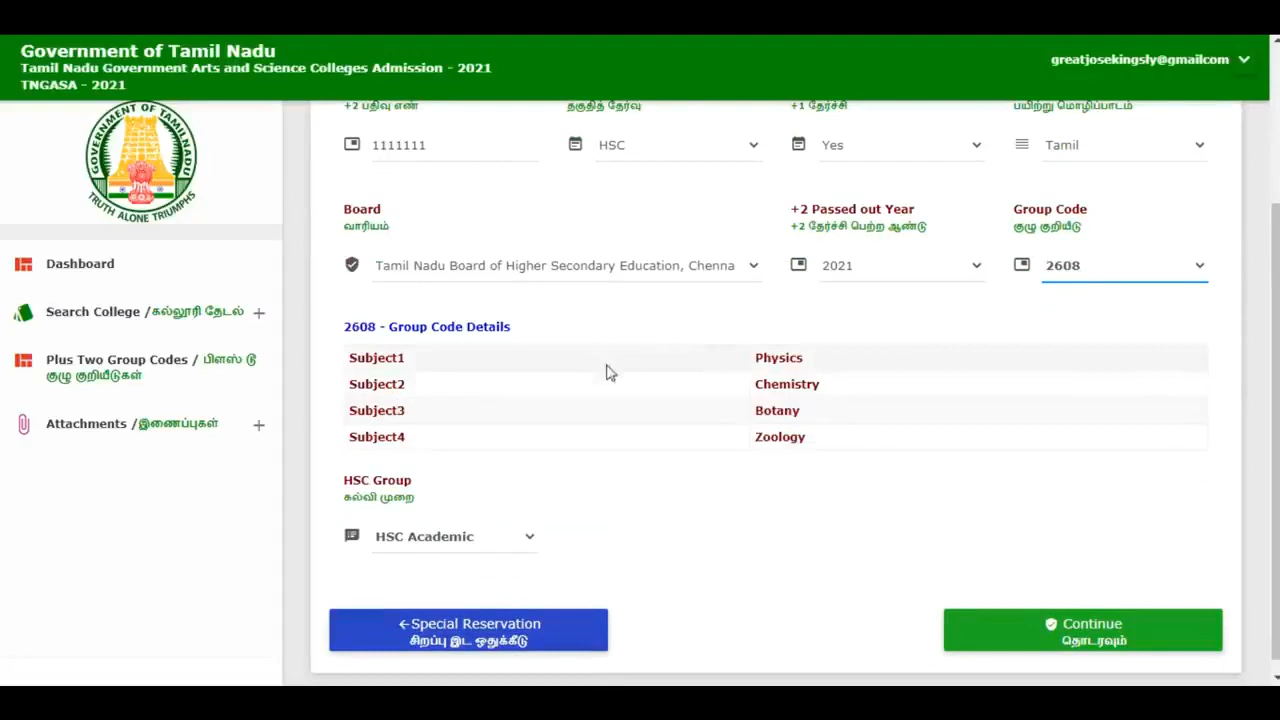 Government of Tamil Nadu
Tamil Nadu Government Arts and Science Colleges Admission - 2021
TNGASA - 2021
greatjosekingsly@gmailcom
GOVERNMENT OF TAMILNADU
TRUTH ALONE TRIUMPHS
Dashboard
Search College /கல்லூரி தேடல்
Plus Two Group Codes / பிளஸ் டூ
குழு குறியீடுகள்
Attachments /இணைப்புகள்
+2 பதிவு எண்
தகுதித் தேர்வு
+1 தேர்ச்சி
பயிற்று மொழிப்பாடம்
1111111
HSC
Yes
Tamil
Board
வாரியம்
+2 Passed out Year
+2 தேர்ச்சி பெற்ற ஆண்டு
Group Code
குழு குறியீடு
Tamil Nadu Board of Higher Secondary Education, Chenna
2021
2608
2608 - Group Code Details
Subject1 Physics
Subject2 Chemistry
Subject3 Botany
Subject4 Zoology
HSC Group
கல்வி முறை
HSC Academic
Special Reservation
சிறப்பு இட ஒதுக்கீடு
Continue
தொடரவும்